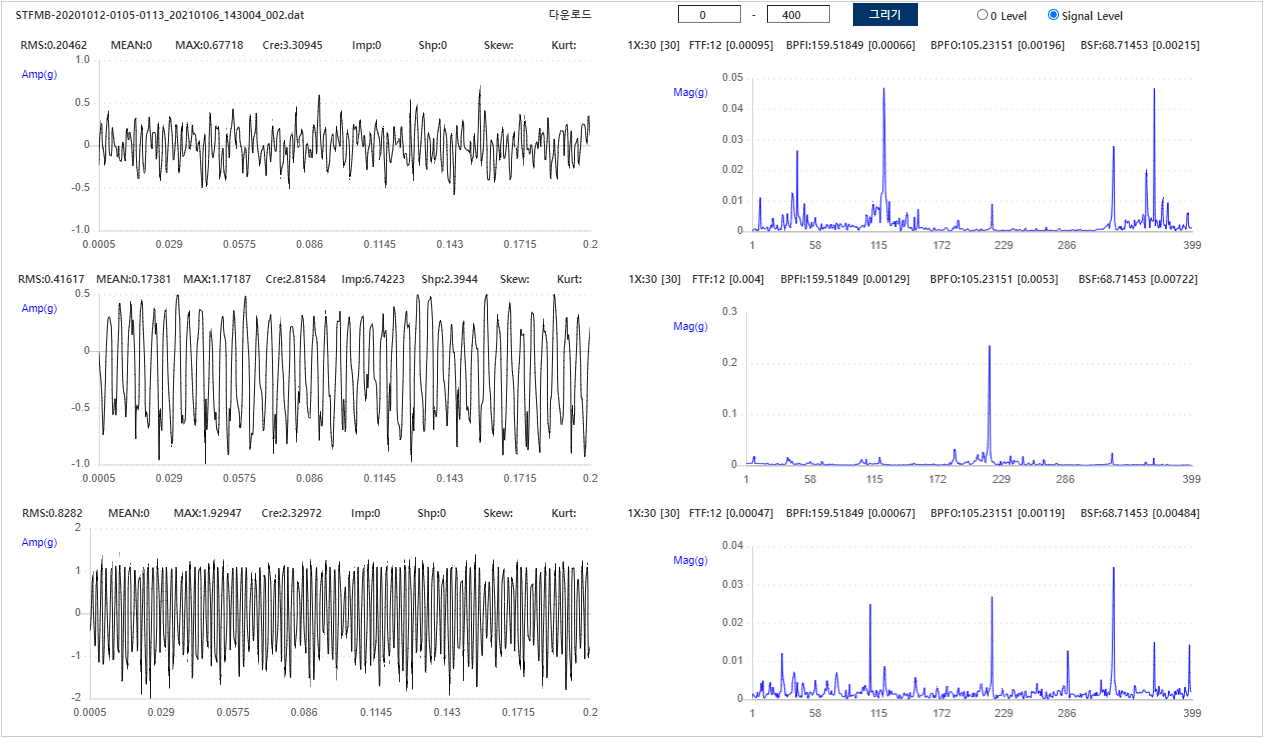 STFMB-20201012-0105-0113_20210106_143004_002.dat 다운로드 0 - 400 그리기 0 Level Signal Level
RMS:0.20462 MEAN:0 MAX:0.67718 Cre:3.30945 Imp:0 Shp:0 Skew: Kurt:
Amp(g)
1.0
0.5
0
-0.5
-1.0
0.0005 0.029 0.0575 0.086 0.1145 0.143 0.1715 0.2
1X:30 [30] FTF:12 [0.00095] BPFI:159.51849 [0.00066] BPFO:105.23151 [0.00196] BSF:68.71453 [0.00215]
Mag(g)
0.05
0.04
0.03
0.02
0.01
0
1 58 115 172 229 286 399
RMS:0.41617 MEAN:0.17381 MAX:1.17187 Cre:2.81584 Imp:6.74223 Shp:2.3944 Skew: Kurt:
Amp(g)
0.5
0
-0.5
-1.0
0.0005 0.029 0.0575 0.086 0.1145 0.143 0.1715 0.2
1X:30 [30] FTF:12 [0.004] BPFI:159.51849 [0.00129] BPFO:105.23151 [0.0053] BSF:68.71453 [0.00722]
Mag(g)
0.3
0.2
0.1
0
1 58 115 172 229 286 399
RMS:0.8282 MEAN:0 MAX:1.92947 Cre:2.32972 Imp:0 Shp:0 Skew: Kurt:
Amp(g)
2
1
0
-1
-2
0.0005 0.029 0.0575 0.086 0.1145 0.143 0.1715 0.2
1X:30 [30] FTF:12 [0.00047] BPFI:159.51849 [0.00067] BPFO:105.23151 [0.00119] BSF:68.71453 [0.00484]
Mag(g)
0.04
0.03
0.02
0.01
0
1 58 115 172 229 286 399